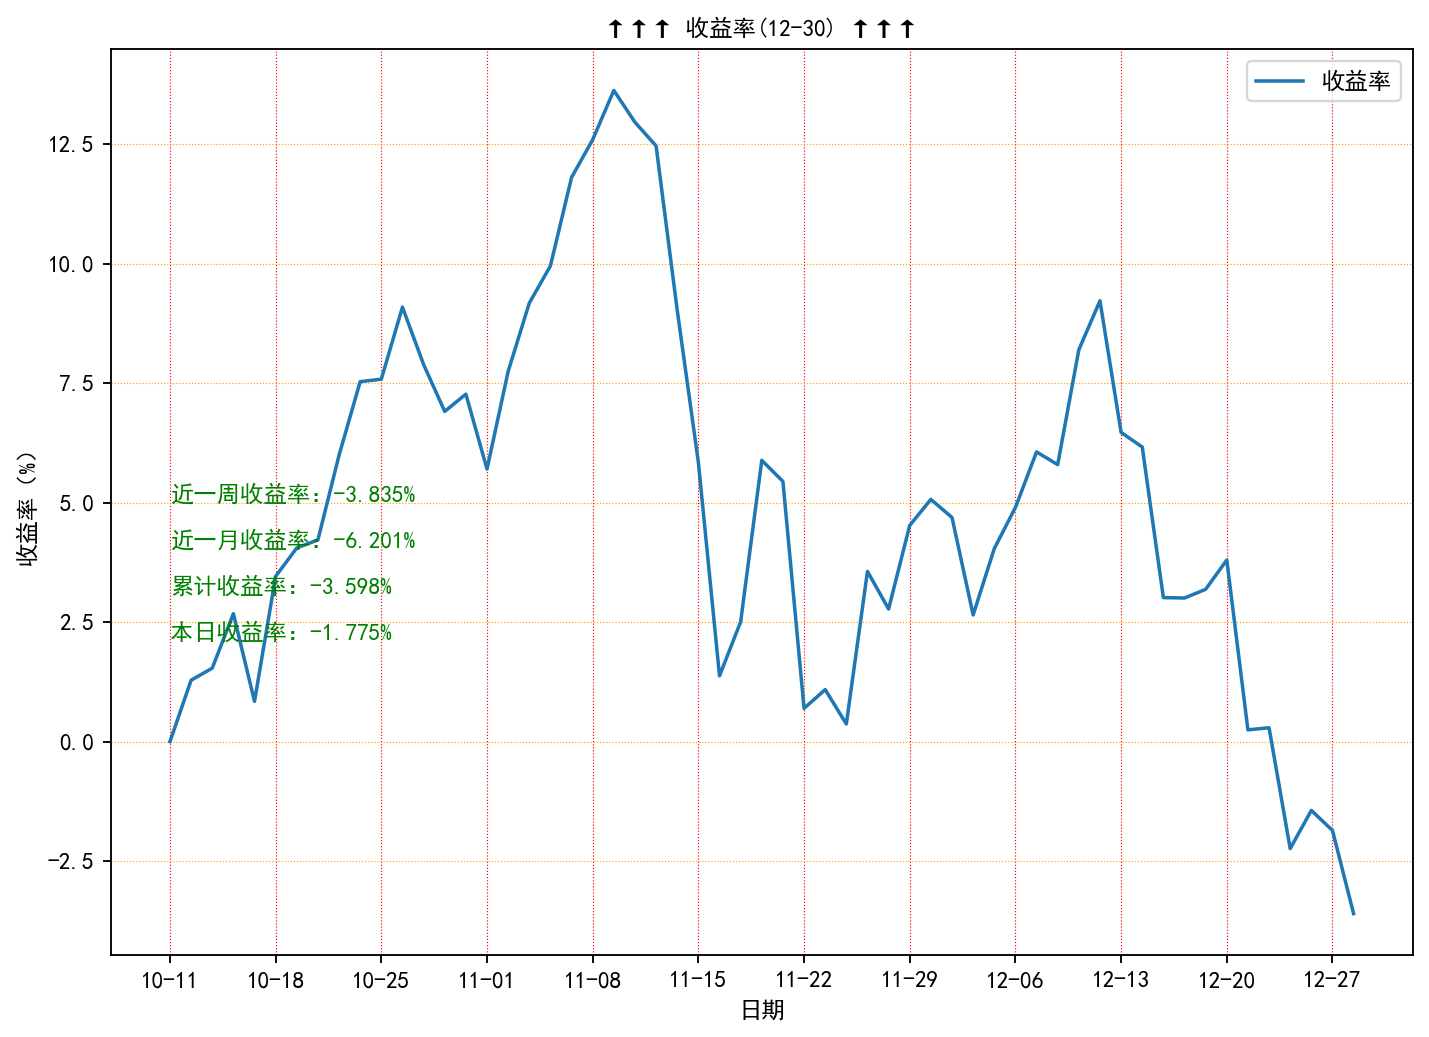 ↑↑↑ 收益率(12-30) ↑↑↑
收益率
12.5
10.0
7.5
5.0
2.5
0.0
-2.5
收益率 (%)
近一周收益率：-3.835%
近一月收益率：-6.201%
累计收益率：-3.598%
本日收益率：-1.775%
10-11 10-18 10-25 11-01 11-08 11-15 11-22 11-29 12-06 12-13 12-20 12-27
日期